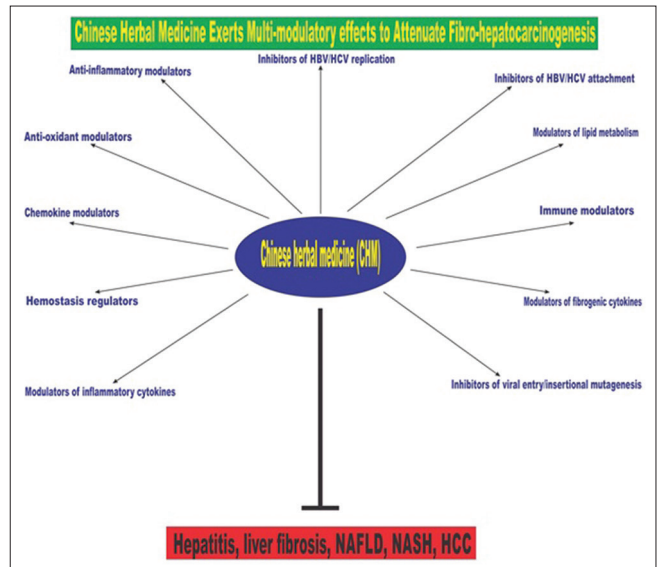 Chinese Herbal Medicine Exerts Multi-modulatory effects to Attenuate Fibro-hepatocarcinogenesis
Inhibitors of HBV/HCV replication
Anti-inflammatory modulators
Inhibitors of HBV/HCV attachment
Anti-oxidant modulators
Modulators of lipid metabolism
Chemokine modulators
Immune modulators
Chinese herbal medicine (CHM)
Hemostasis regulators
Modulators of fibrogenic cytokines
Modulators of inflammatory cytokines
Inhibitors of viral entry/insertional mutagenesis
Hepatitis, liver fibrosis, NAFLD, NASH, HCC